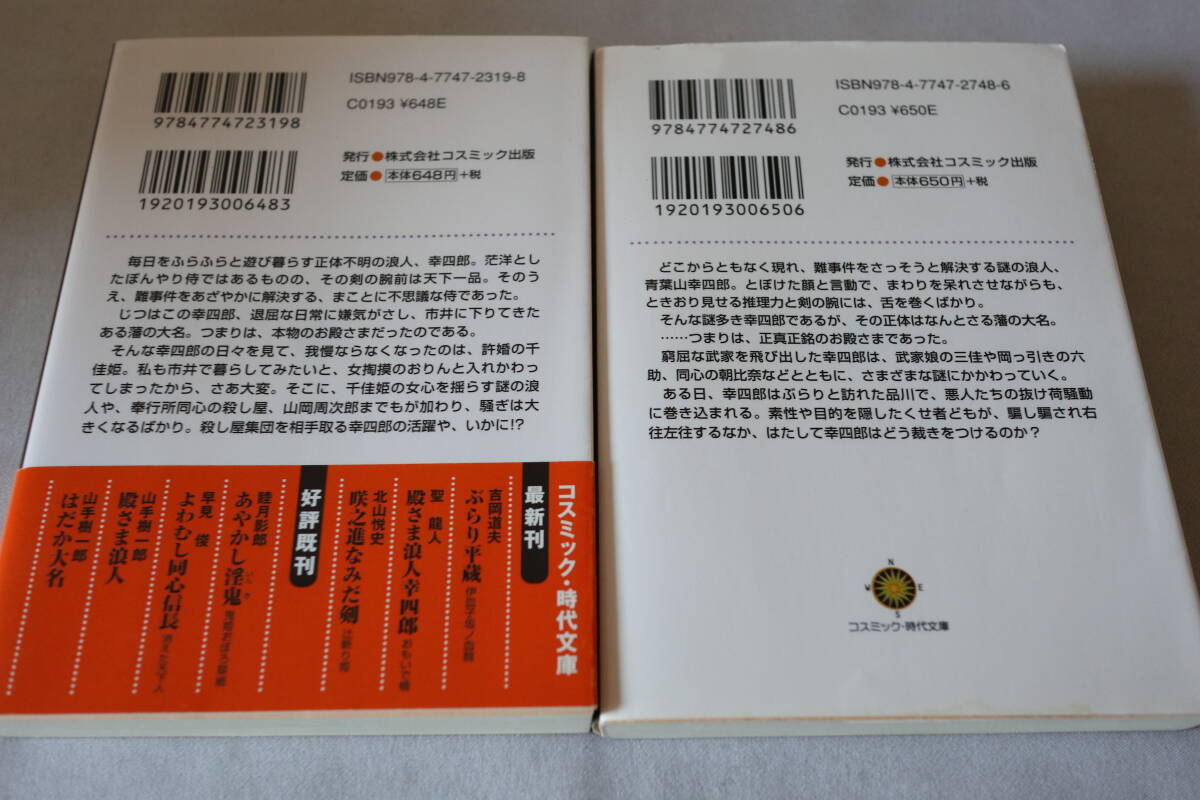 ISBN978-4-7747-2319-8
C0193 ¥648E
9784774723198
発行●株式会社コスミック出版
定価●本体648円+税
1920193006483
毎日をふらふらと遊び暮らす正体不明の浪人、幸四郎。茫洋とし
たぼんやり侍ではあるものの、その剣の腕前は天下一品。そのう
え、難事件をあざやかに解決する、まことに不思議な侍であった。
じつはこの幸四郎、退屈な日常に嫌気がさし、市井に下りてきた
ある藩の大名。つまりは、本物のお殿さまだったのである。
そんな幸四郎の日々を見て、我慢ならなくなったのは、許婚の千
佳姫。私も市井で暮らしてみたいと、女掏摸のおりんと入れかわっ
てしまったから、さあ大変。そこに、千佳姫の女心を揺らす謎の浪
人や、奉行所同心の殺し屋、山岡周次郎までもが加わり、騒ぎは大
きくなるばかり。殺し屋集団を相手取る幸四郎の活躍や、いかに!?
コスミック・時代文庫
最新刊
吉岡道夫
ぶらり平蔵 伊皿子坂ノ血闘
聖 龍人
殿さま浪人幸四郎 おもいで橋
北山悦史
咲之進なみだ剣 辻斬り姫
好評既刊
睦月影郎
あやかし淫鬼 鬼姫おぼろ草紙
いんき
早見 俊
よわむし同心信長 消えた天下人
山手樹一郎
殿さま浪人
山手樹一郎
はだか大名
ISBN978-4-7747-2748-6
C0193 ¥650E
9784774727486
発行●株式会社コスミック出版
定価●本体650円+税
1920193006506
どこからともなく現れ、難事件をさっそうと解決する謎の浪人、
青葉山幸四郎。とぼけた顔と言動で、まわりを呆れさせながらも、
ときおり見せる推理力と剣の腕には、舌を巻くばかり。
そんな謎多き幸四郎であるが、その正体はなんとさる藩の大名。
……つまりは、正真正銘のお殿さまであった。
窮屈な武家を飛び出した幸四郎は、武家娘の三佳や岡っ引きの六
助、同心の朝比奈などとともに、さまざまな謎にかかわっていく。
ある日、幸四郎はぶらりと訪れた品川で、悪人たちの抜け荷騒動
に巻き込まれる。素性や目的を隠したくせ者どもが、騙し騙され右
往左往するなか、はたして幸四郎はどう裁きをつけるのか？
N
W
E
S
コスミック・時代文庫